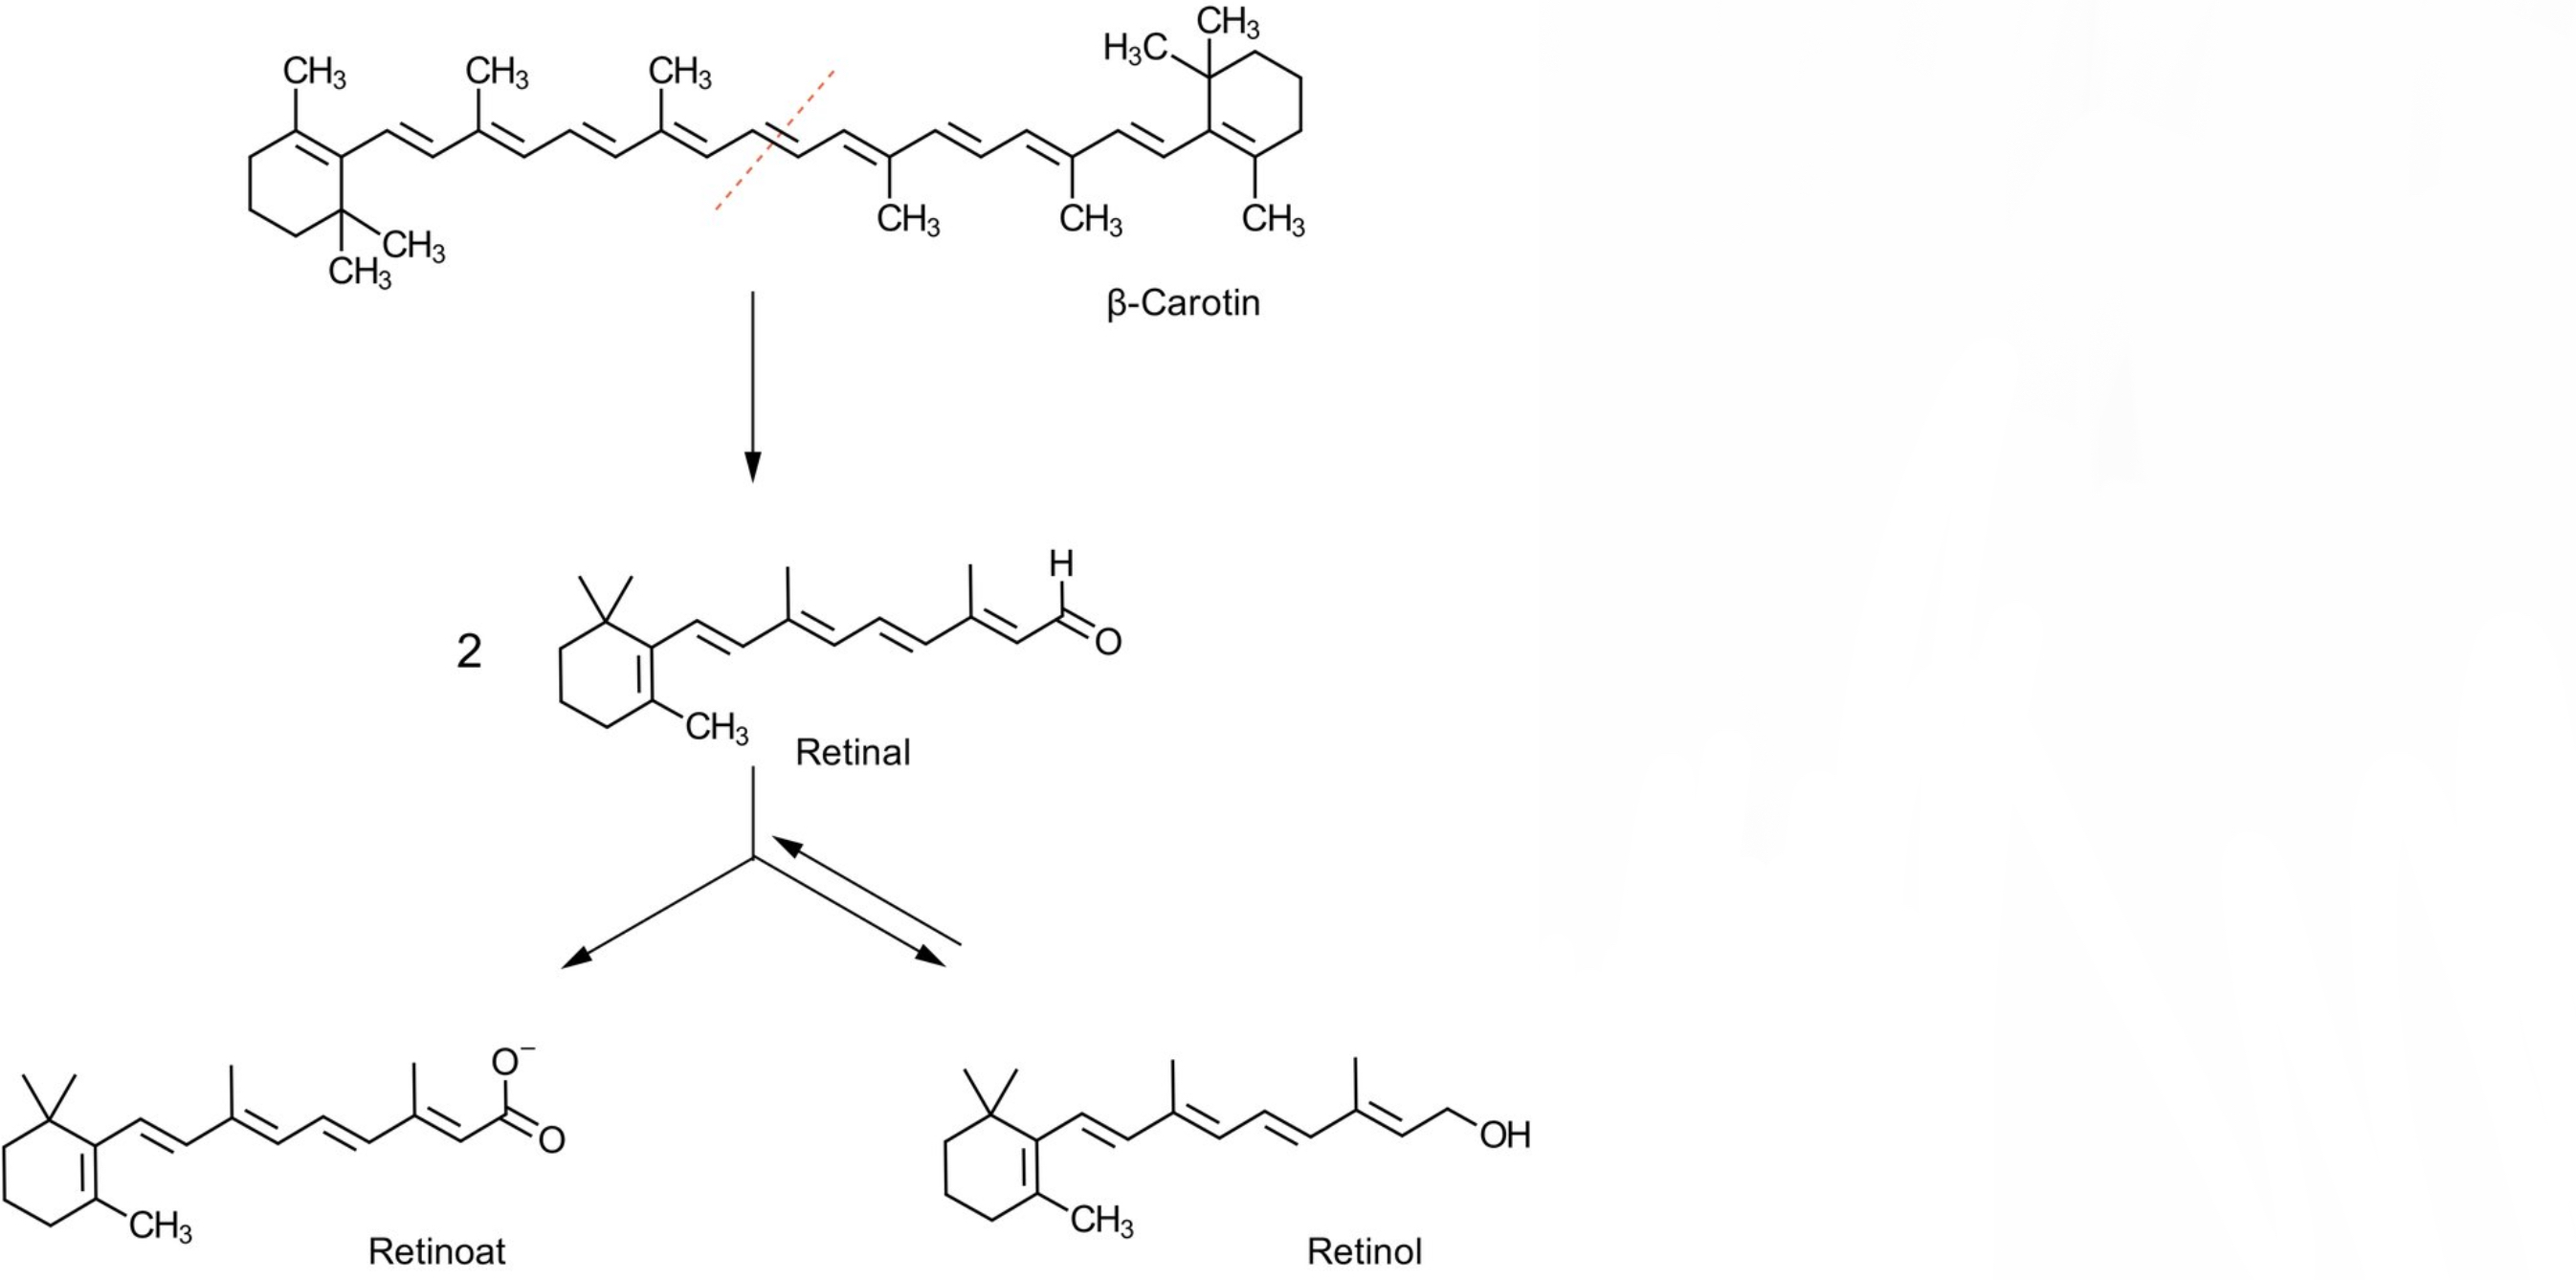 CH3
H3C
CH3 CH3 CH3
CH3 CH3 CH3
CH3
CH3
β-Carotin
H
2
O
CH3
Retinal
O−
O
CH3
Retinoat
OH
CH3
Retinol